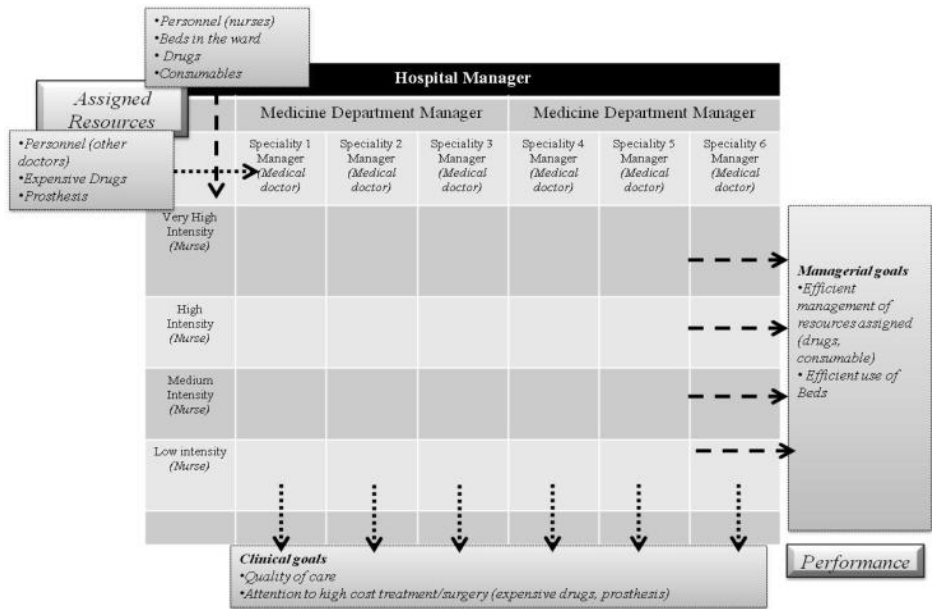 •Personnel (nurses)
•Beds in the ward
• Drugs
•Consumables
Assigned
Resources
•Personnel (other
doctors)
•Expensive Drugs
•Prosthesis
Hospital Manager
Medicine Department Manager
Medicine Department Manager
Speciality 1
Manager
(Medical
doctor)
Speciality 2
Manager
(Medical
doctor)
Speciality 3
Manager
(Medical
doctor)
Speciality 4
Manager
(Medical
doctor)
Speciality 5
Manager
(Medical
doctor)
Speciality 6
Manager
(Medical
doctor)
Very High
Intensity
(Nurse)
High
Intensity
(Nurse)
Medium
Intensity
(Nurse)
Low intensity
(Nurse)
Managerial goals
•Efficient
management of
resources assigned
(drugs,
consumable)
• Efficient use of
Beds
Clinical goals
•Quality of care
•Attention to high cost treatment/surgery (expensive drugs, prosthesis)
Performance